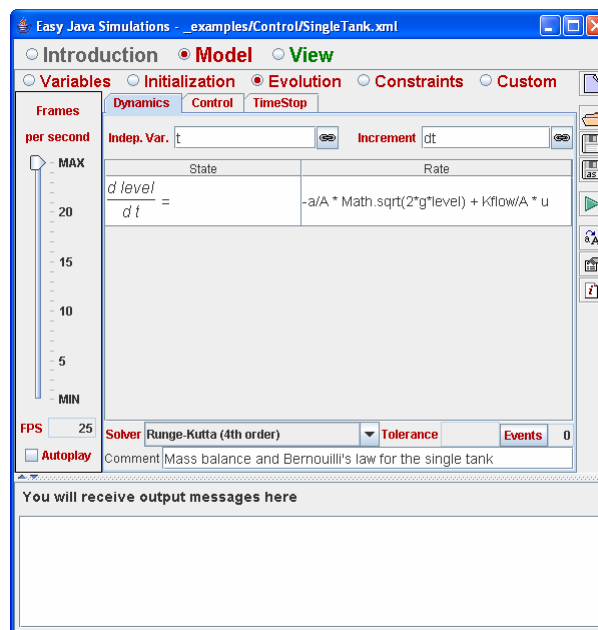 Easy Java Simulations - _examples/Control/SingleTank.xml
Introduction Model View
Variables Initialization Evolution Constraints Custom
Frames
per second
MAX
20
15
10
5
MIN
FPS 25
Autoplay
Dynamics Control TimeStop
Indep. Var. t Increment dt
State Rate
d level
d t
=
-a/A * Math.sqrt(2*g*level) + Kflow/A * u
Solver Runge-Kutta (4th order) Tolerance Events 0
Comment Mass balance and Bernouilli's law for the single tank
as
a A
i
You will receive output messages here